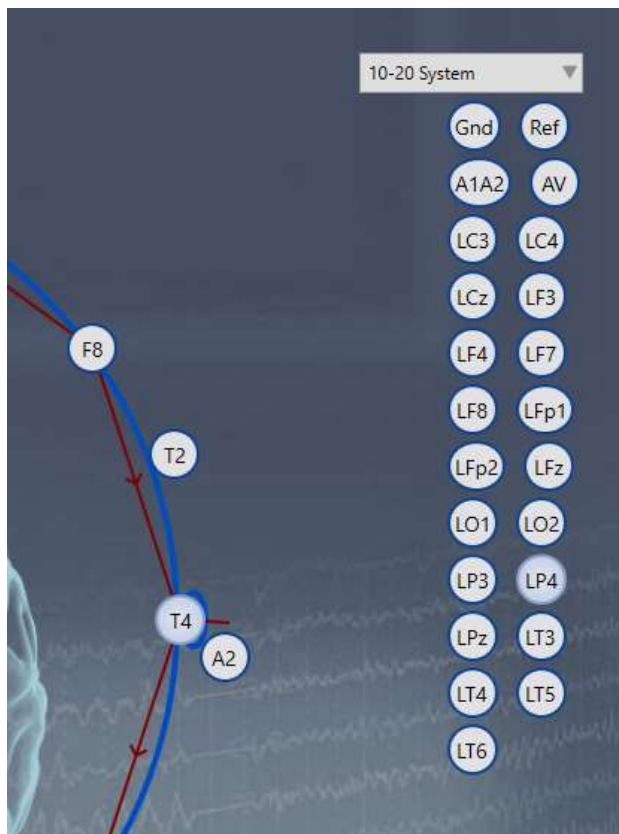 10-20 System
Gnd Ref
A1A2 AV
LC3 LC4
LCz LF3
F8
LF4 LF7
LF8 LFp1
T2
LFp2 LFz
LO1 LO2
LP3 LP4
T4
LPz LT3
A2
LT4 LT5
LT6